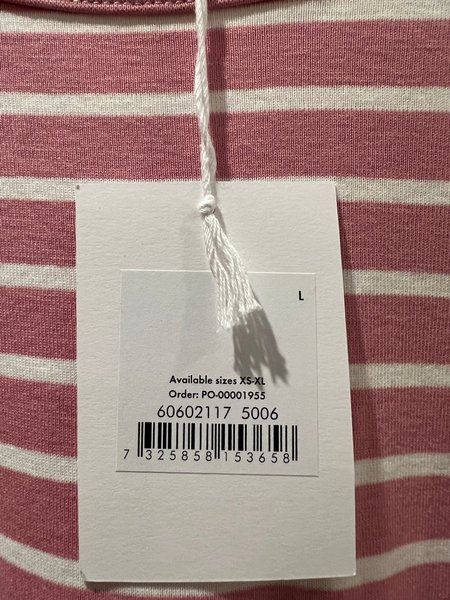 L
Available sizes XS-XL
Order: PO-00001955
60602117 5006
7 325858 153658